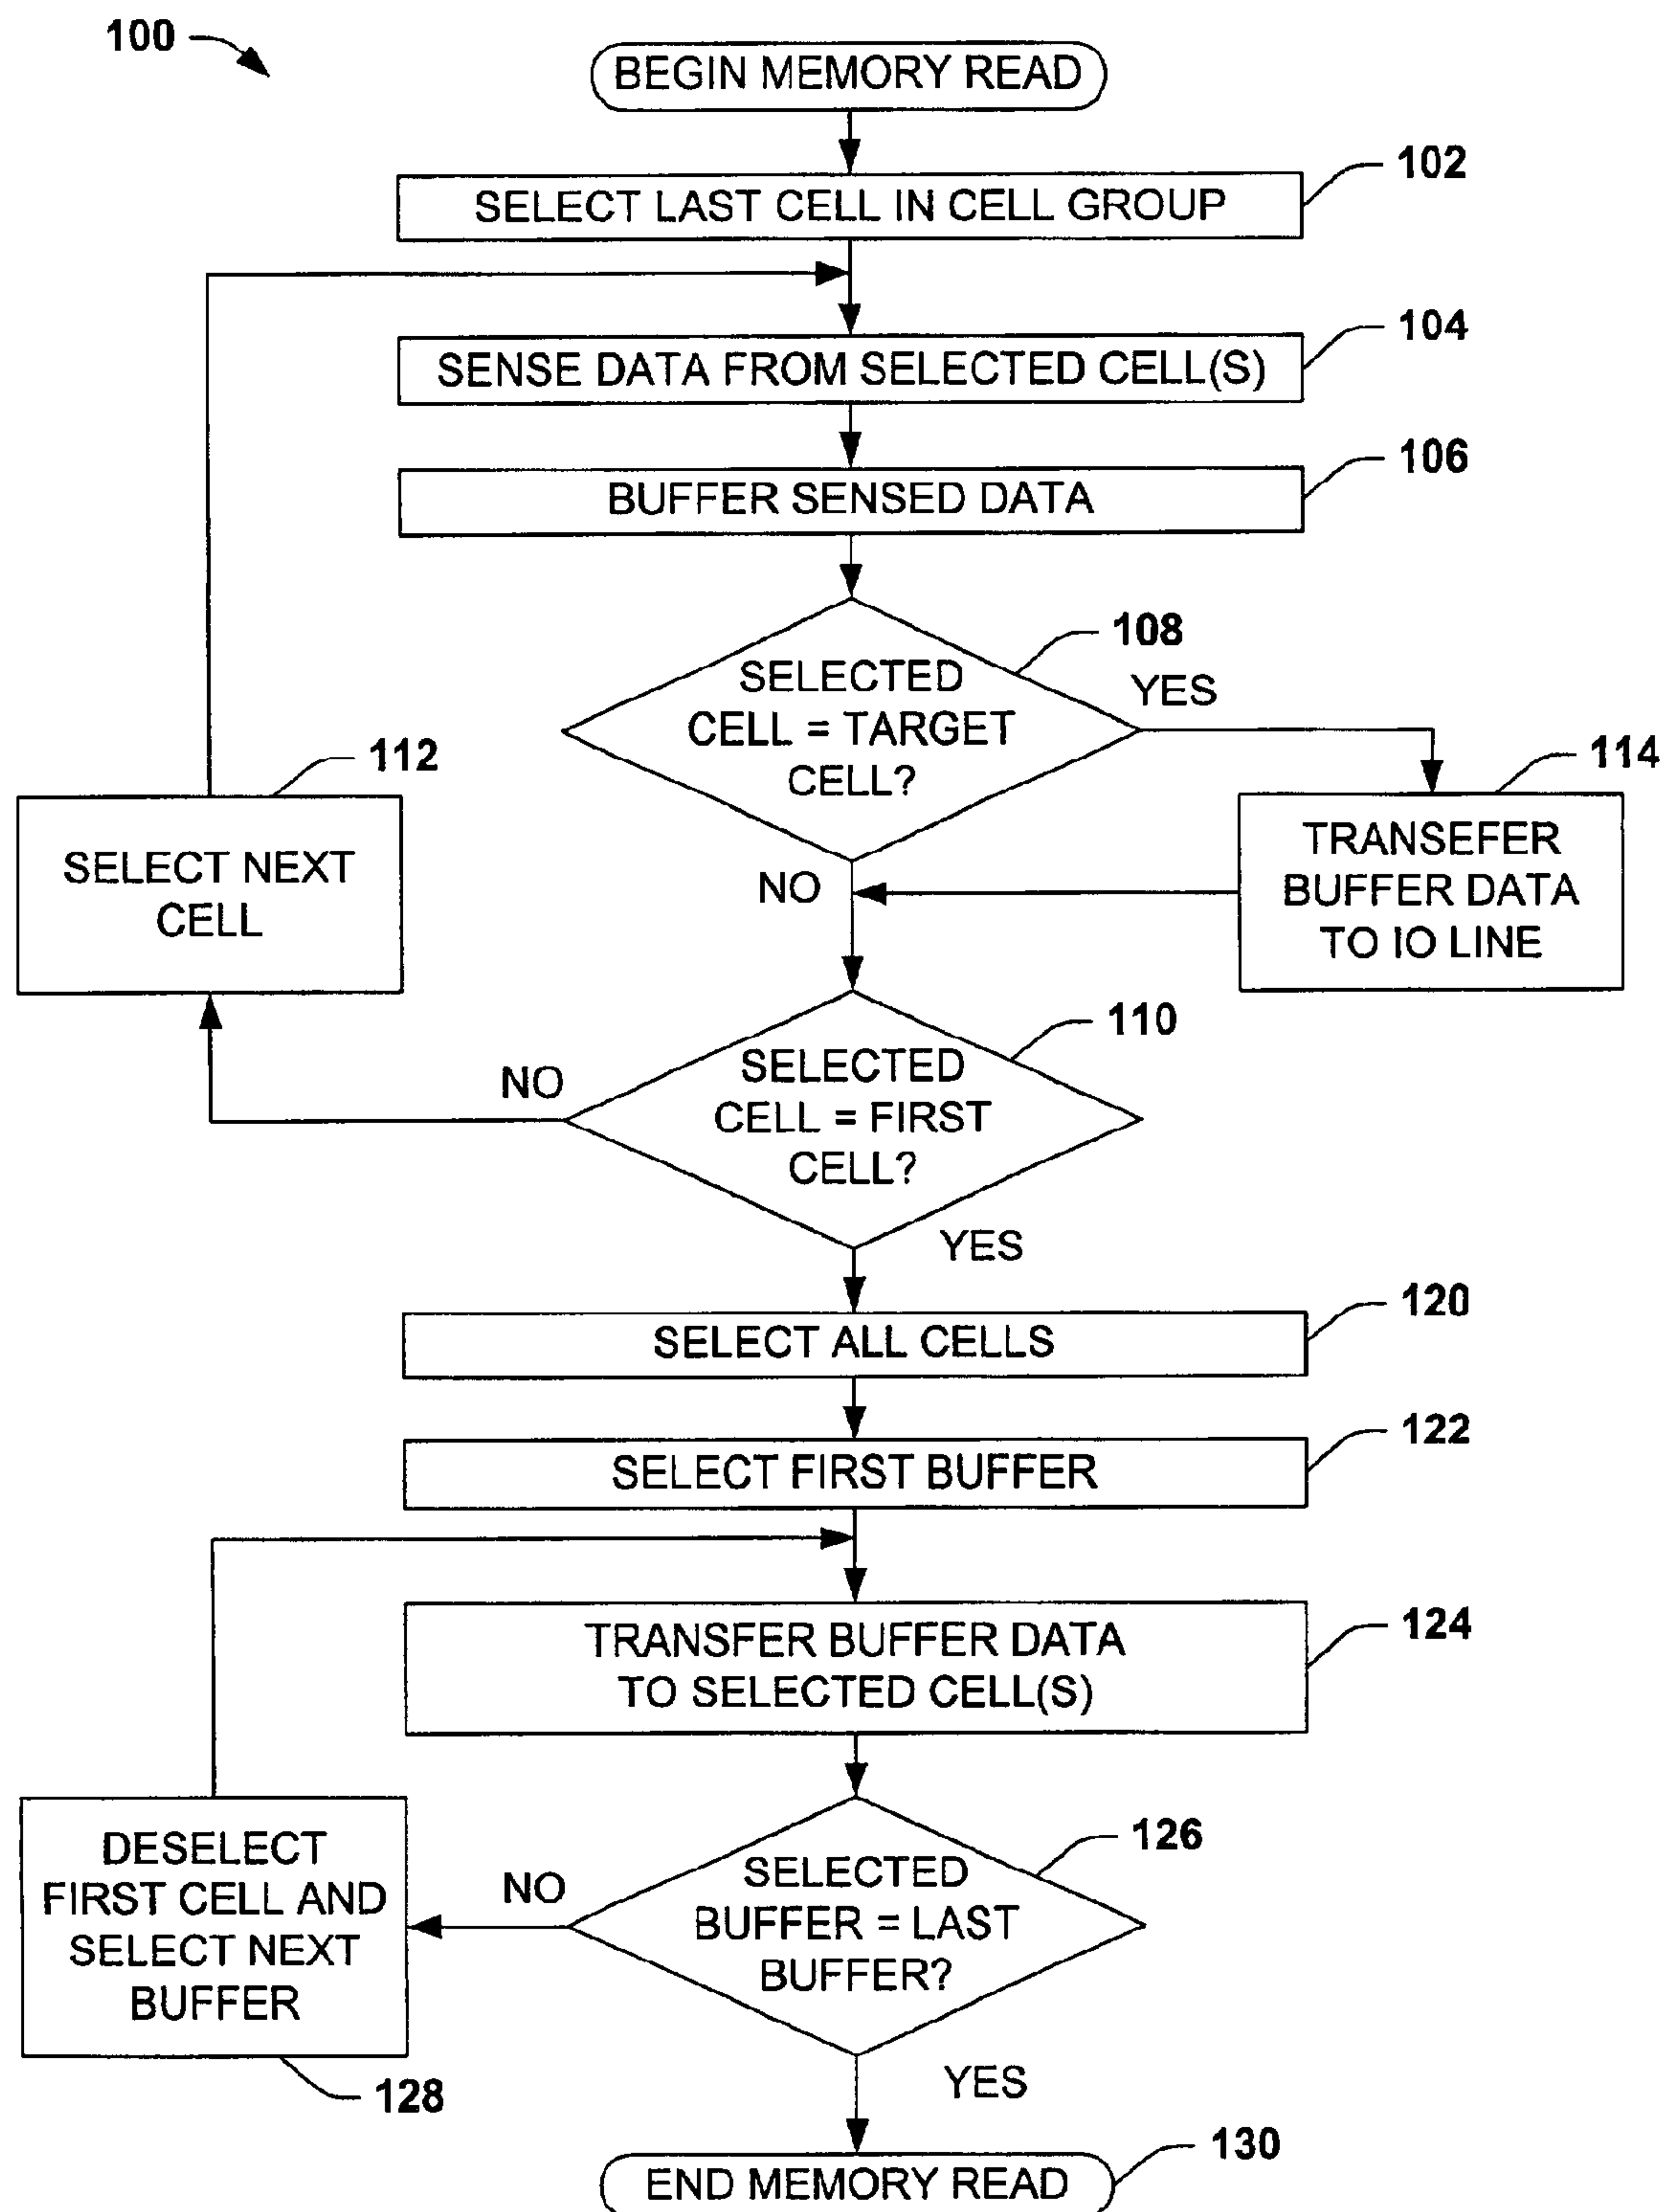 100
BEGIN MEMORY READ
102
SELECT LAST CELL IN CELL GROUP
104
SENSE DATA FROM SELECTED CELL(S)
106
BUFFER SENSED DATA
108
SELECTED
CELL = TARGET
CELL?
YES
NO
114
TRANSEFER
BUFFER DATA
TO IO LINE
112
SELECT NEXT
CELL
110
SELECTED
CELL = FIRST
CELL?
NO
YES
120
SELECT ALL CELLS
122
SELECT FIRST BUFFER
124
TRANSFER BUFFER DATA
TO SELECTED CELL(S)
126
SELECTED
BUFFER = LAST
BUFFER?
NO
DESELECT
FIRST CELL AND
SELECT NEXT
BUFFER
128
YES
130
END MEMORY READ